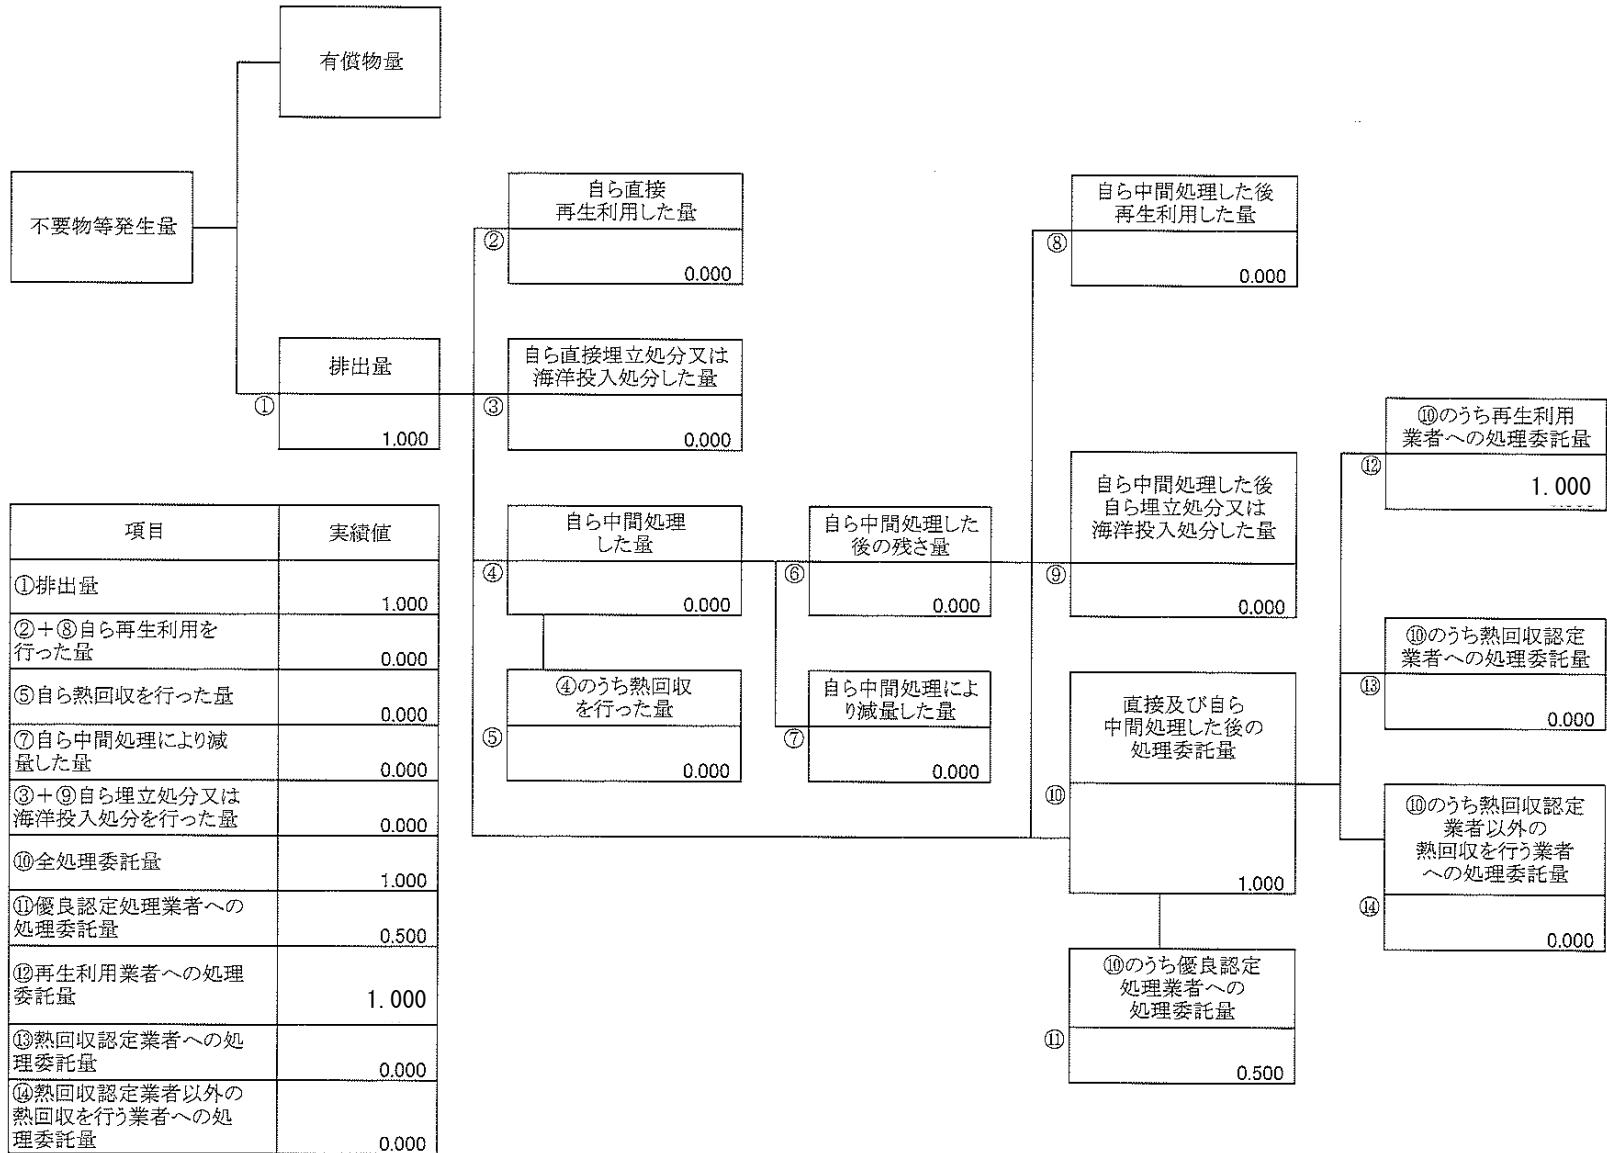 有償物量
不要物等発生量
排出量
①
1.000
自ら直接
再生利用した量
②
0.000
自ら直接埋立処分又は
海洋投入処分した量
③
0.000
自ら中間処理
した量
④
0.000
④のうち熱回収
を行った量
⑤
0.000
自ら中間処理した
後の残さ量
⑥
0.000
自ら中間処理によ
り減量した量
⑦
0.000
自ら中間処理した後
再生利用した量
⑧
0.000
自ら中間処理した後
自ら埋立処分又は
海洋投入処分した量
⑨
0.000
直接及び自ら
中間処理した後の
処理委託量
⑩
1.000
⑩のうち優良認定
処理業者への
処理委託量
⑪
0.500
⑩のうち再生利用
業者への処理委託量
⑫
1.000
⑩のうち熱回収認定
業者への処理委託量
⑬
0.000
⑩のうち熱回収認定
業者以外の
熱回収を行う業者
への処理委託量
⑭
0.000
項目 実績値
①排出量
1.000
②+⑧自ら再生利用を
行った量
0.000
⑤自ら熱回収を行った量
0.000
⑦自ら中間処理により減
量した量
0.000
③+⑨自ら埋立処分又は
海洋投入処分を行った量
0.000
⑩全処理委託量
1.000
⑪優良認定処理業者への
処理委託量
0.500
⑫再生利用業者への処理
委託量
1.000
⑬熱回収認定業者への処
理委託量
0.000
⑭熱回収認定業者以外の
熱回収を行う業者への処
理委託量
0.000